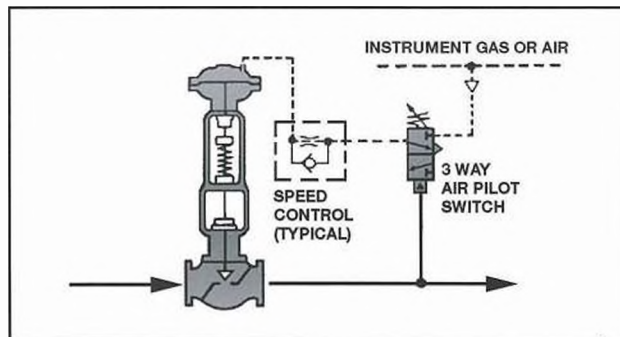 INSTRUMENT GAS OR AIR
SPEED
CONTROL
(TYPICAL)
3 WAY
AIR PILOT
SWITCH